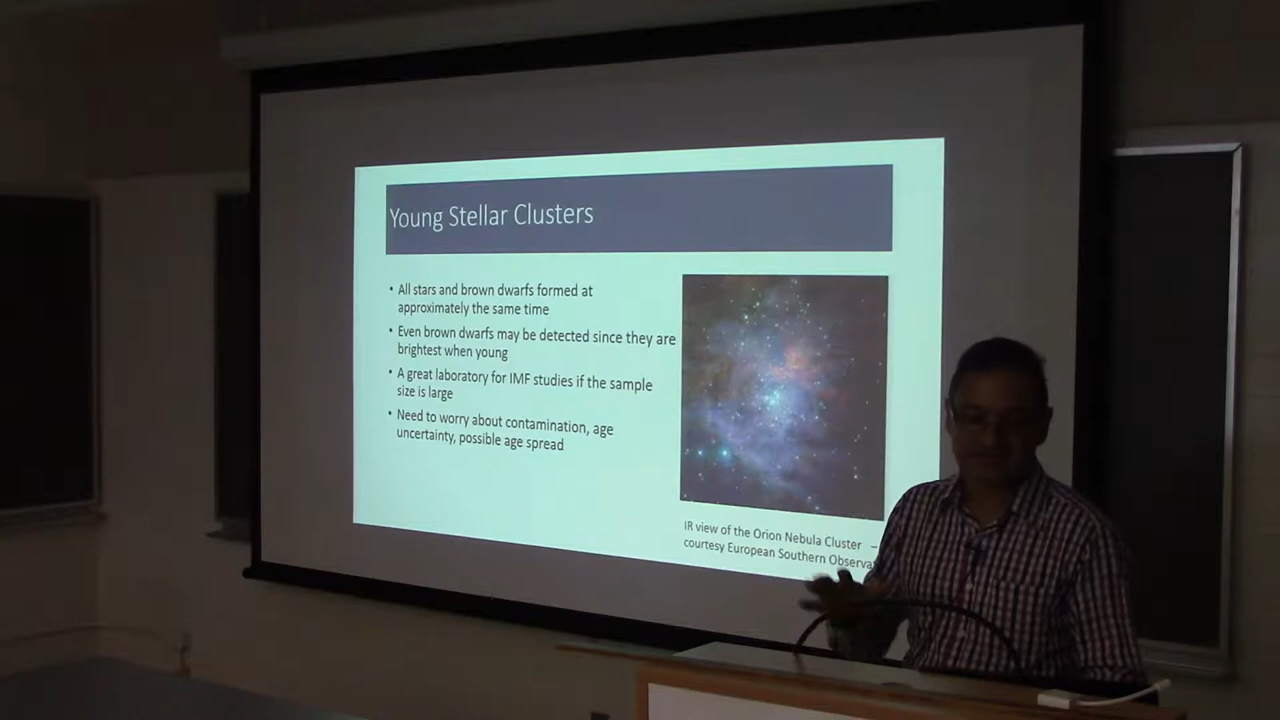 Young Stellar Clusters
• All stars and brown dwarfs formed at
approximately the same time
• Even brown dwarfs may be detected since they are
brightest when young
• A great laboratory for IMF studies if the sample
size is large
• Need to worry about contamination, age
uncertainty, possible age spread
IR view of the Orion Nebula Cluster –
courtesy European Southern Observa